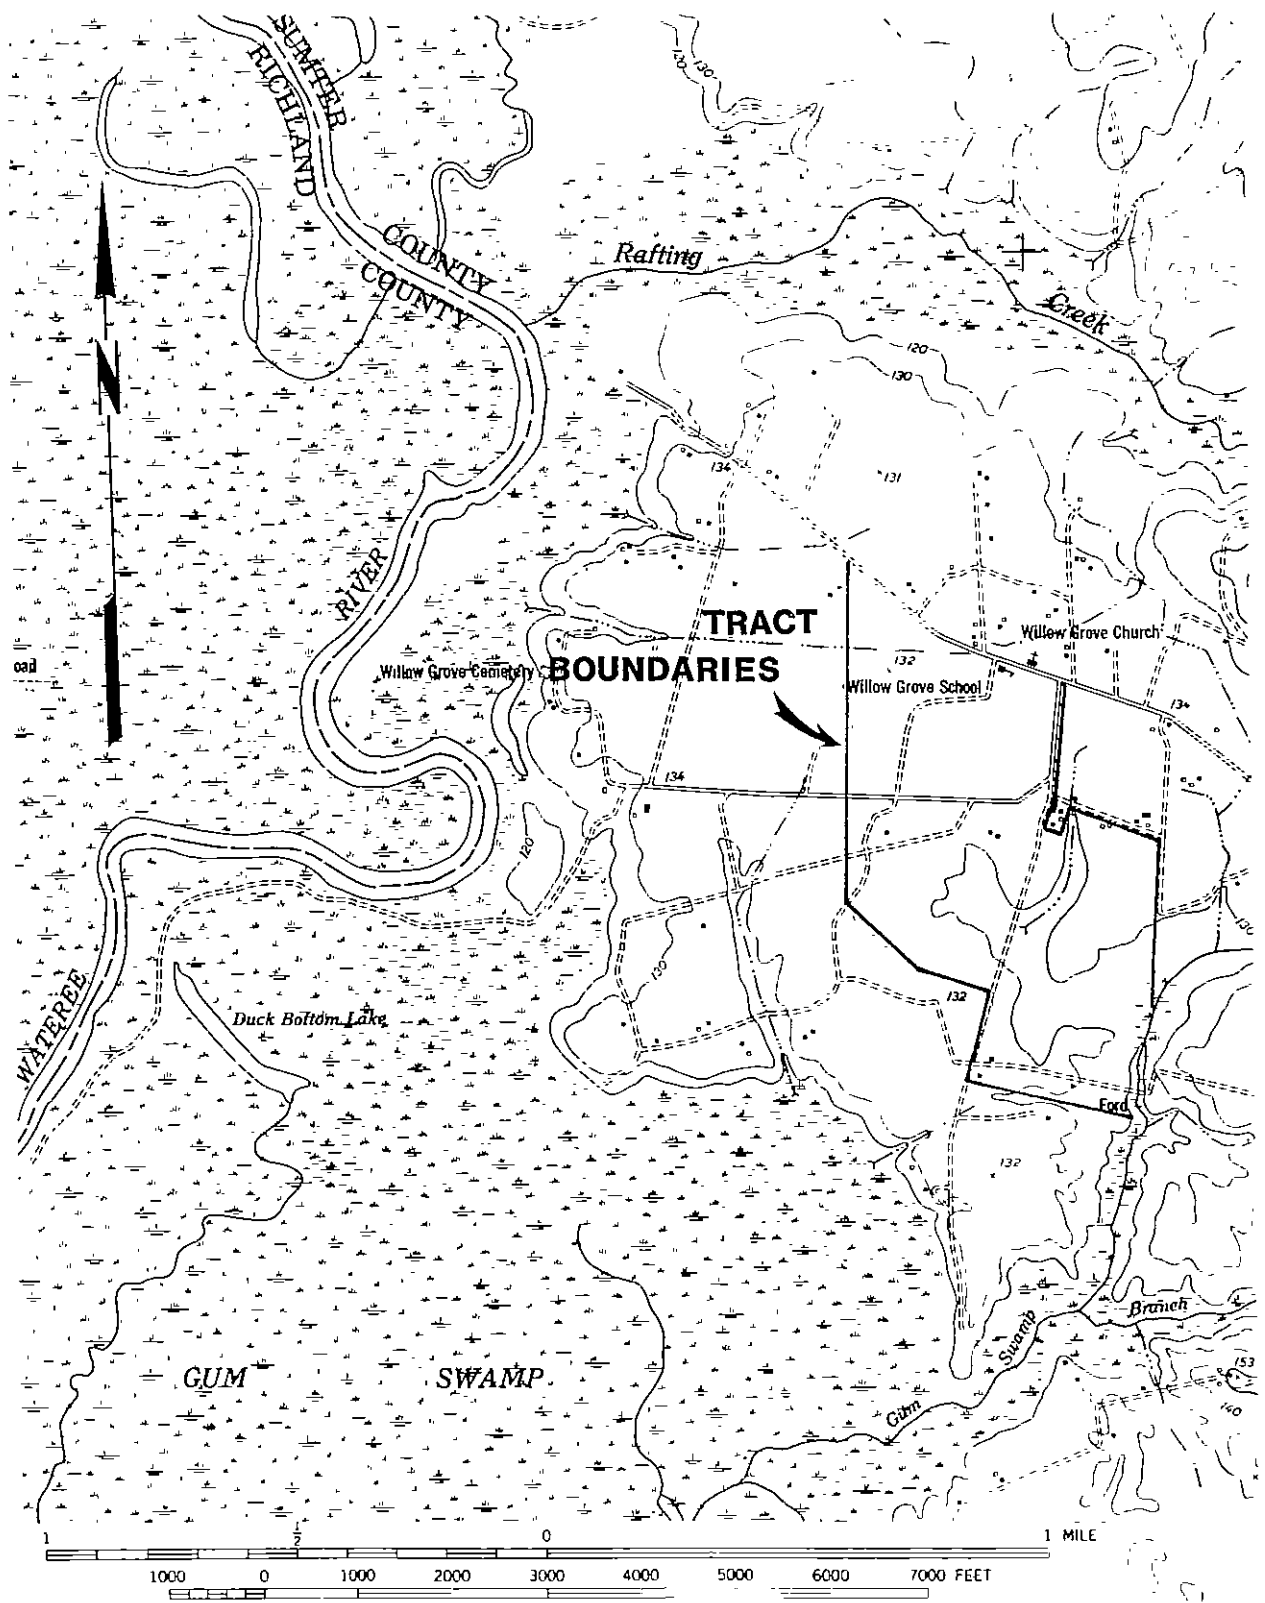 SUMTER
RICHLAND
120
130
COUNTY
COUNTY
Rafting
Creek
120
130
N
134
131
RIVER
TRACT
BOUNDARIES
Willow Grove Church
132
oad
Willow Grove Cemetery
Willow Grove School
134
134
120
130
130
WATEREE
Duck Bottom Lake
132
Ford
132
Swamp
Branch
GUM SWAMP
Gum
153
140
1 1/2 0 1 MILE
1000 0 1000 2000 3000 4000 5000 6000 7000 FEET